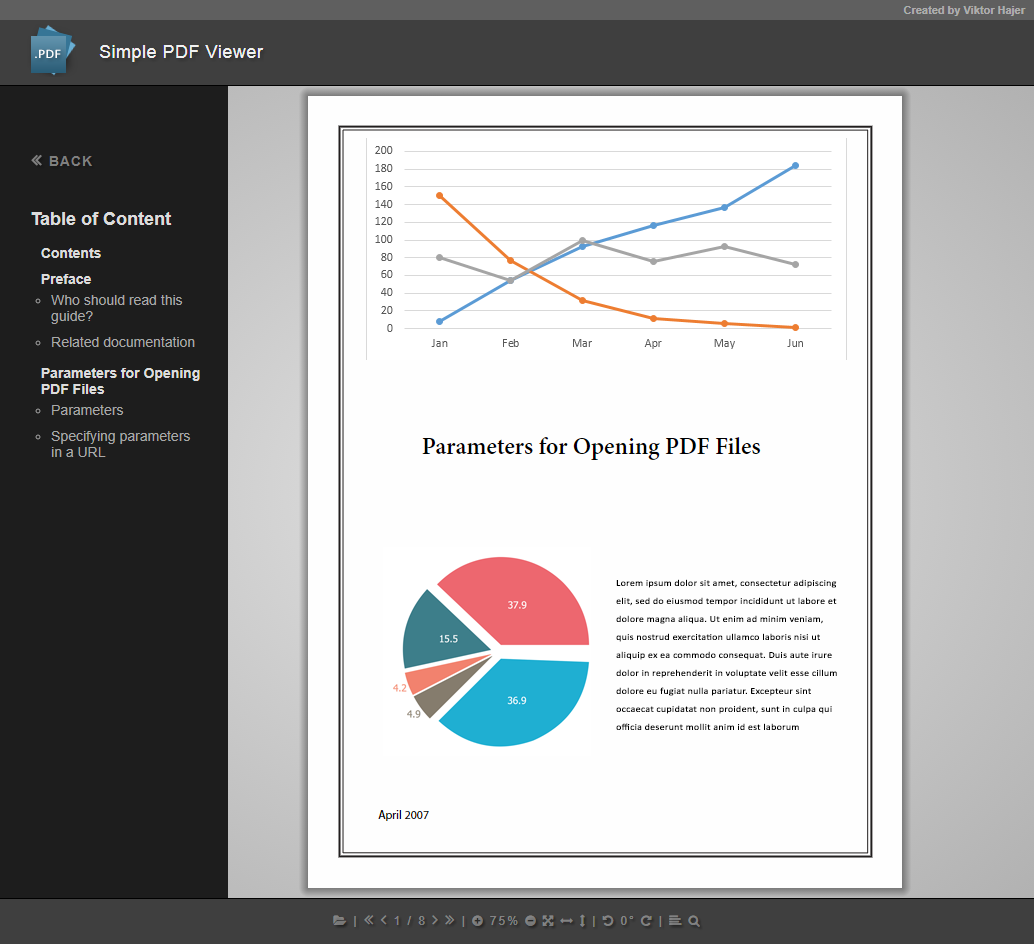 Created by Viktor Hajer
.PDF
Simple PDF Viewer
BACK
Table of Content
Contents
Preface
Who should read this
guide?
Related documentation
Parameters for Opening
PDF Files
Parameters
Specifying parameters
in a URL
200
180
160
140
120
100
80
60
40
20
0
Jan Feb Mar Apr May Jun
Parameters for Opening PDF Files
37.9
15.5
4.2
4.9
36.9
Lorem ipsum dolor sit amet, consectetur adipiscing
elit, sed do eiusmod tempor incididunt ut labore et
dolore magna aliqua. Ut enim ad minim veniam,
quis nostrud exercitation ullamco laboris nisi ut
aliquip ex ea commodo consequat. Duis aute irure
dolor in reprehenderit in voluptate velit esse cillum
dolore eu fugiat nulla pariatur. Excepteur sint
occaecat cupidatat non proident, sunt in culpa qui
officia deserunt mollit anim id est laborum
April 2007
| 1 / 8 | 75% | 0° |